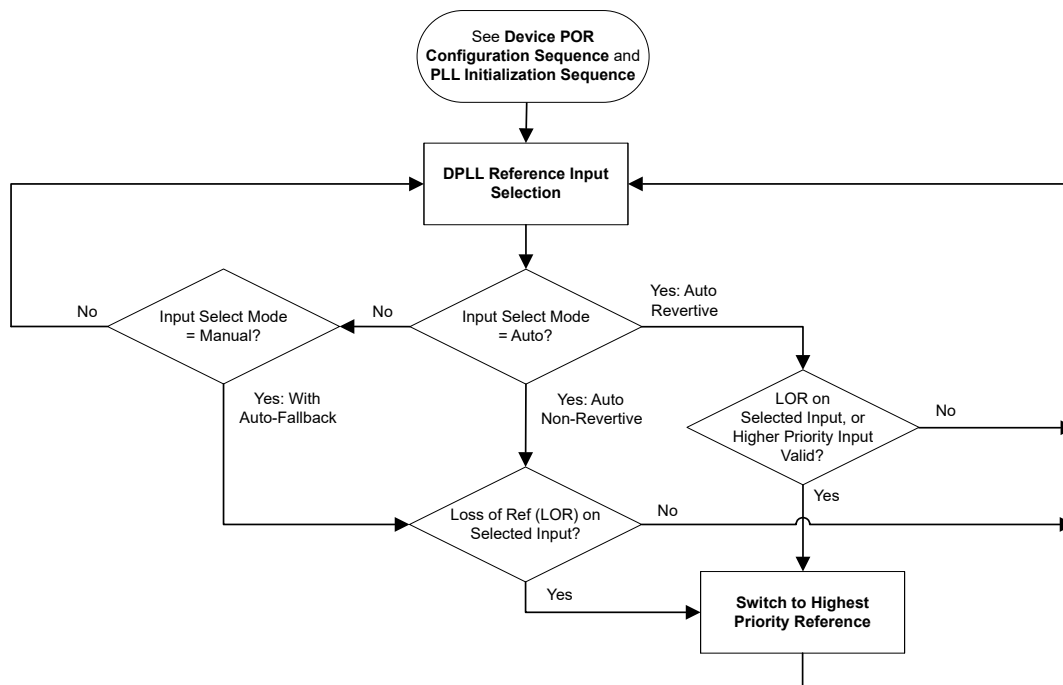 See Device POR
Configuration Sequence and
PLL Initialization Sequence
DPLL Reference Input
Selection
No
Input Select Mode
= Manual?
No
Input Select Mode
= Auto?
Yes: Auto
Revertive
Yes: With
Auto-Fallback
Yes: Auto
Non-Revertive
LOR on
Selected Input, or
Higher Priority Input
Valid?
No
Yes
Loss of Ref (LOR) on
Selected Input?
No
Yes
Switch to Highest
Priority Reference